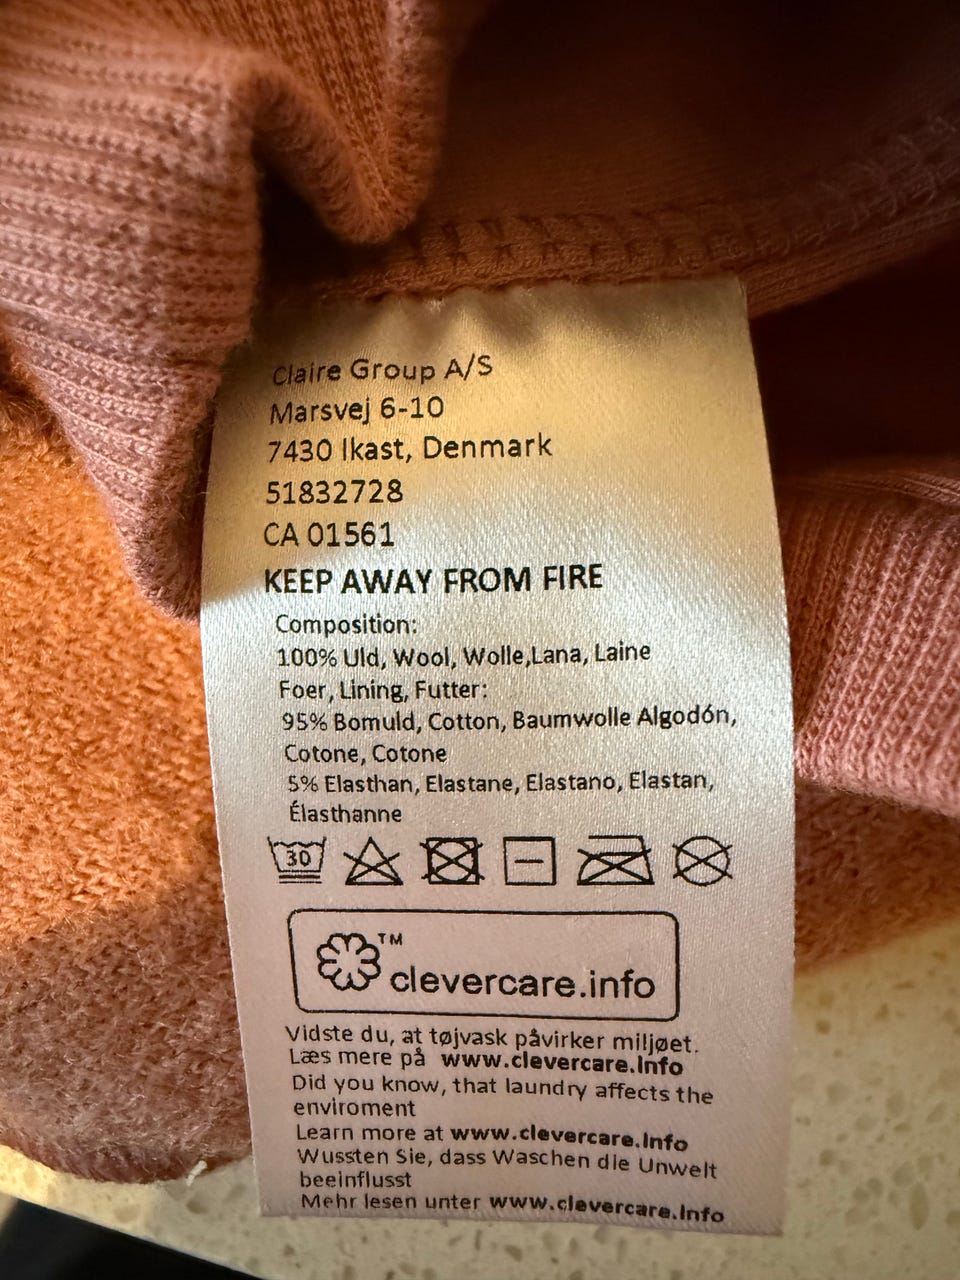 Claire Group A/S
Marsvej 6-10
7430 Ikast, Denmark
51832728
CA 01561
KEEP AWAY FROM FIRE
Composition:
100% Uld, Wool, Wolle,Lana, Laine
Foer, Lining, Futter:
95% Bomuld, Cotton, Baumwolle Algodón,
Cotone, Cotone
5% Elasthan, Elastane, Elastano, Elastan,
Élasthanne
30
TM
clevercare.info
Vidste du, at tøjvask påvirker miljøet.
Læs mere på www.clevercare.Info
Did you know, that laundry affects the
enviroment
Learn more at www.clevercare.Info
Wussten Sie, dass Waschen die Unwelt
beeinflusst
Mehr lesen unter www.clevercare.Info